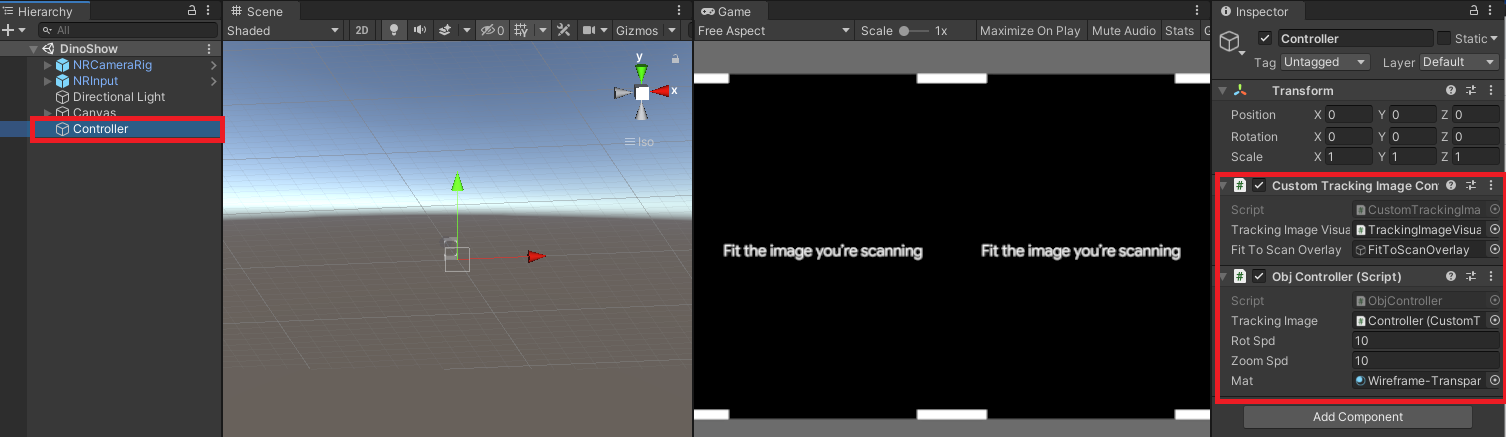 Hierarchy
All
DinoShow
NRCameraRig
NRInput
Directional Light
Canvas
Controller
Scene
Shaded
2D
0
Gizmos
y
x
Iso
Game
Free Aspect
Scale
1x
Maximize On Play
Mute Audio
Stats
G
Fit the image you're scanning
Fit the image you're scanning
Inspector
Controller
Static
Tag
Untagged
Layer
Default
Transform
Position
X 0
Y 0
Z 0
Rotation
X 0
Y 0
Z 0
Scale
X 1
Y 1
Z 1
# Custom Tracking Image Con
Script
CustomTrackingIma
Tracking Image Visua
TrackingImageVisua
Fit To Scan Overlay
FitToScanOverlay
# Obj Controller (Script)
Script
ObjController
Tracking Image
Controller (CustomT
Rot Spd
10
Zoom Spd
10
Mat
Wireframe-Transpar
Add Component